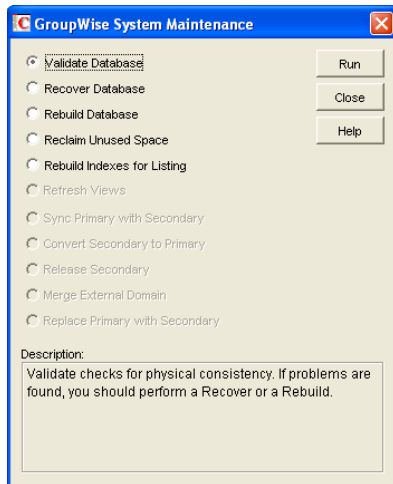 GroupWise System Maintenance
Validate Database
Run
Recover Database
Close
Rebuild Database
Help
Reclaim Unused Space
Rebuild Indexes for Listing
Refresh Views
Sync Primary with Secondary
Convert Secondary to Primary
Release Secondary
Merge External Domain
Replace Primary with Secondary
Description:
Validate checks for physical consistency. If problems are
found, you should perform a Recover or a Rebuild.